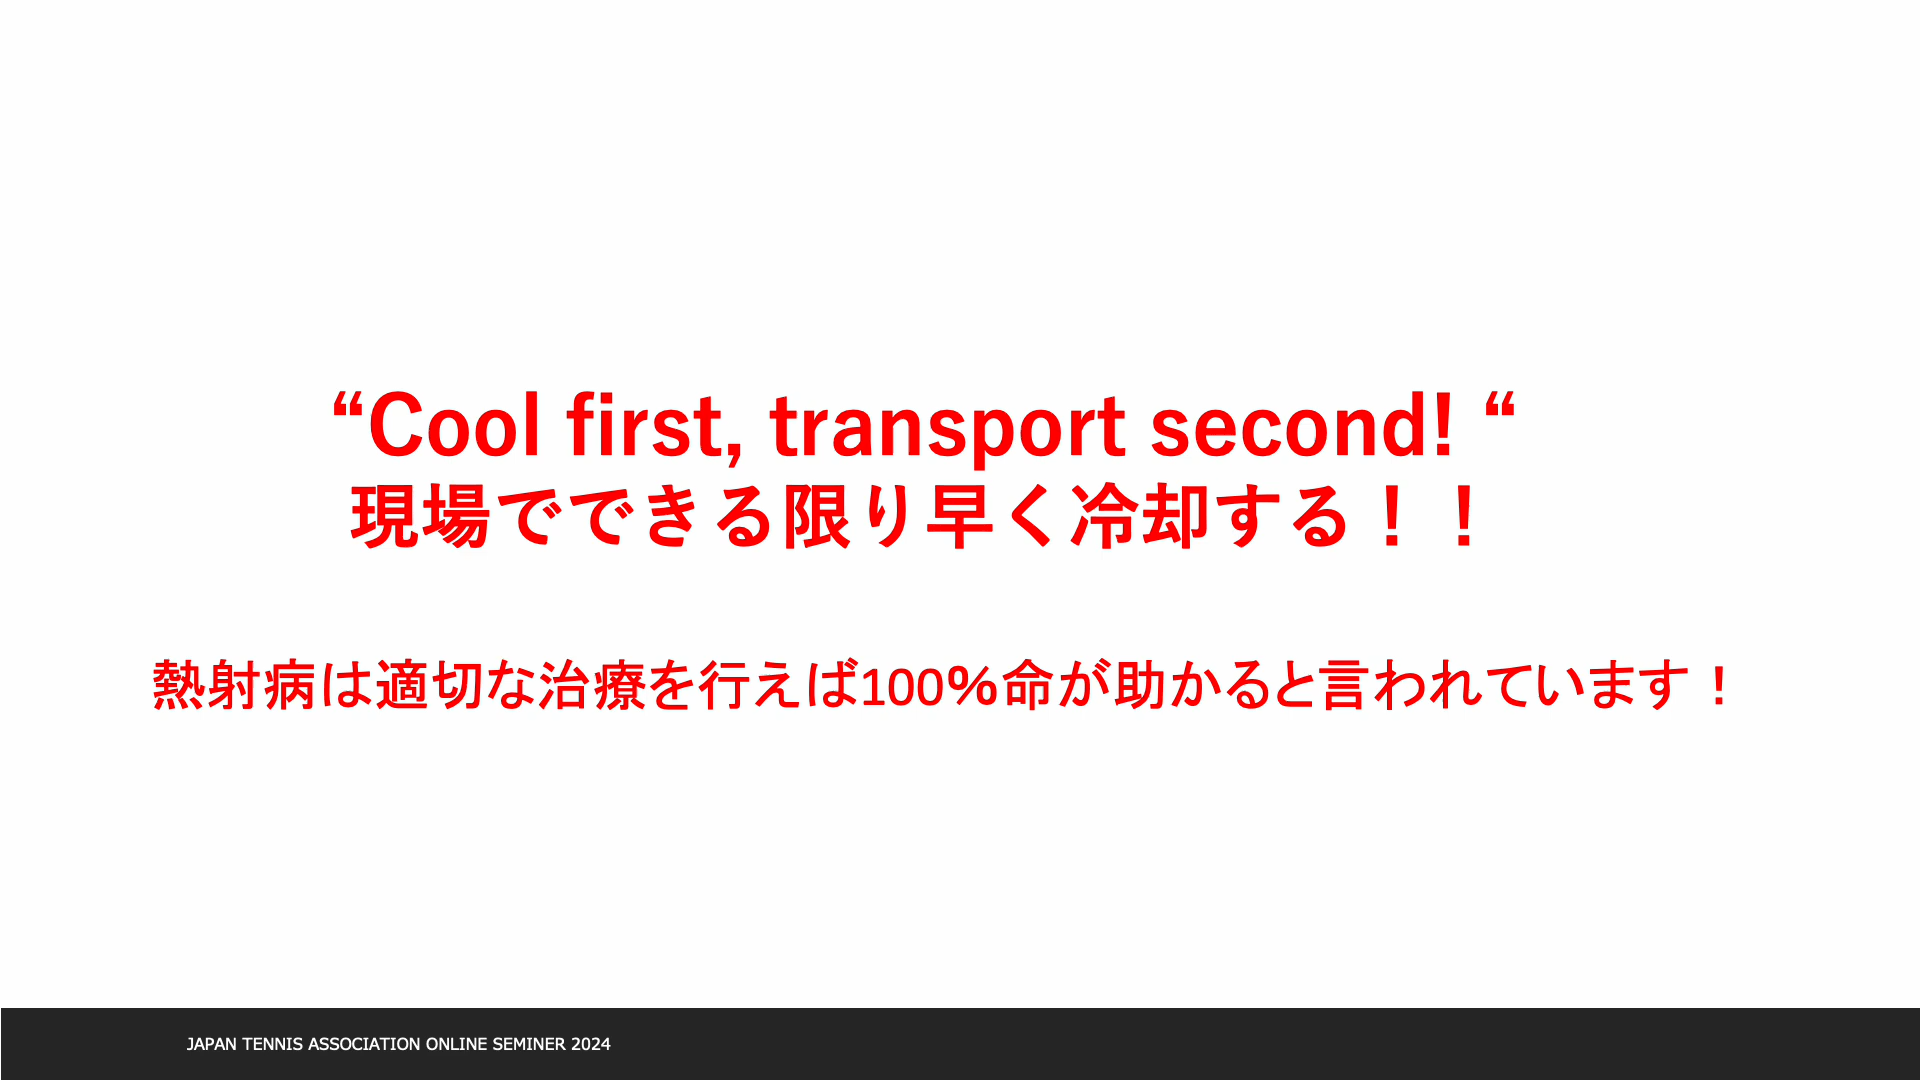 “Cool first, transport second! “
現場でできる限り早く冷却する！！
熱射病は適切な治療を行えば100％命が助かると言われています！
JAPAN TENNIS ASSOCIATION ONLINE SEMINER 2024